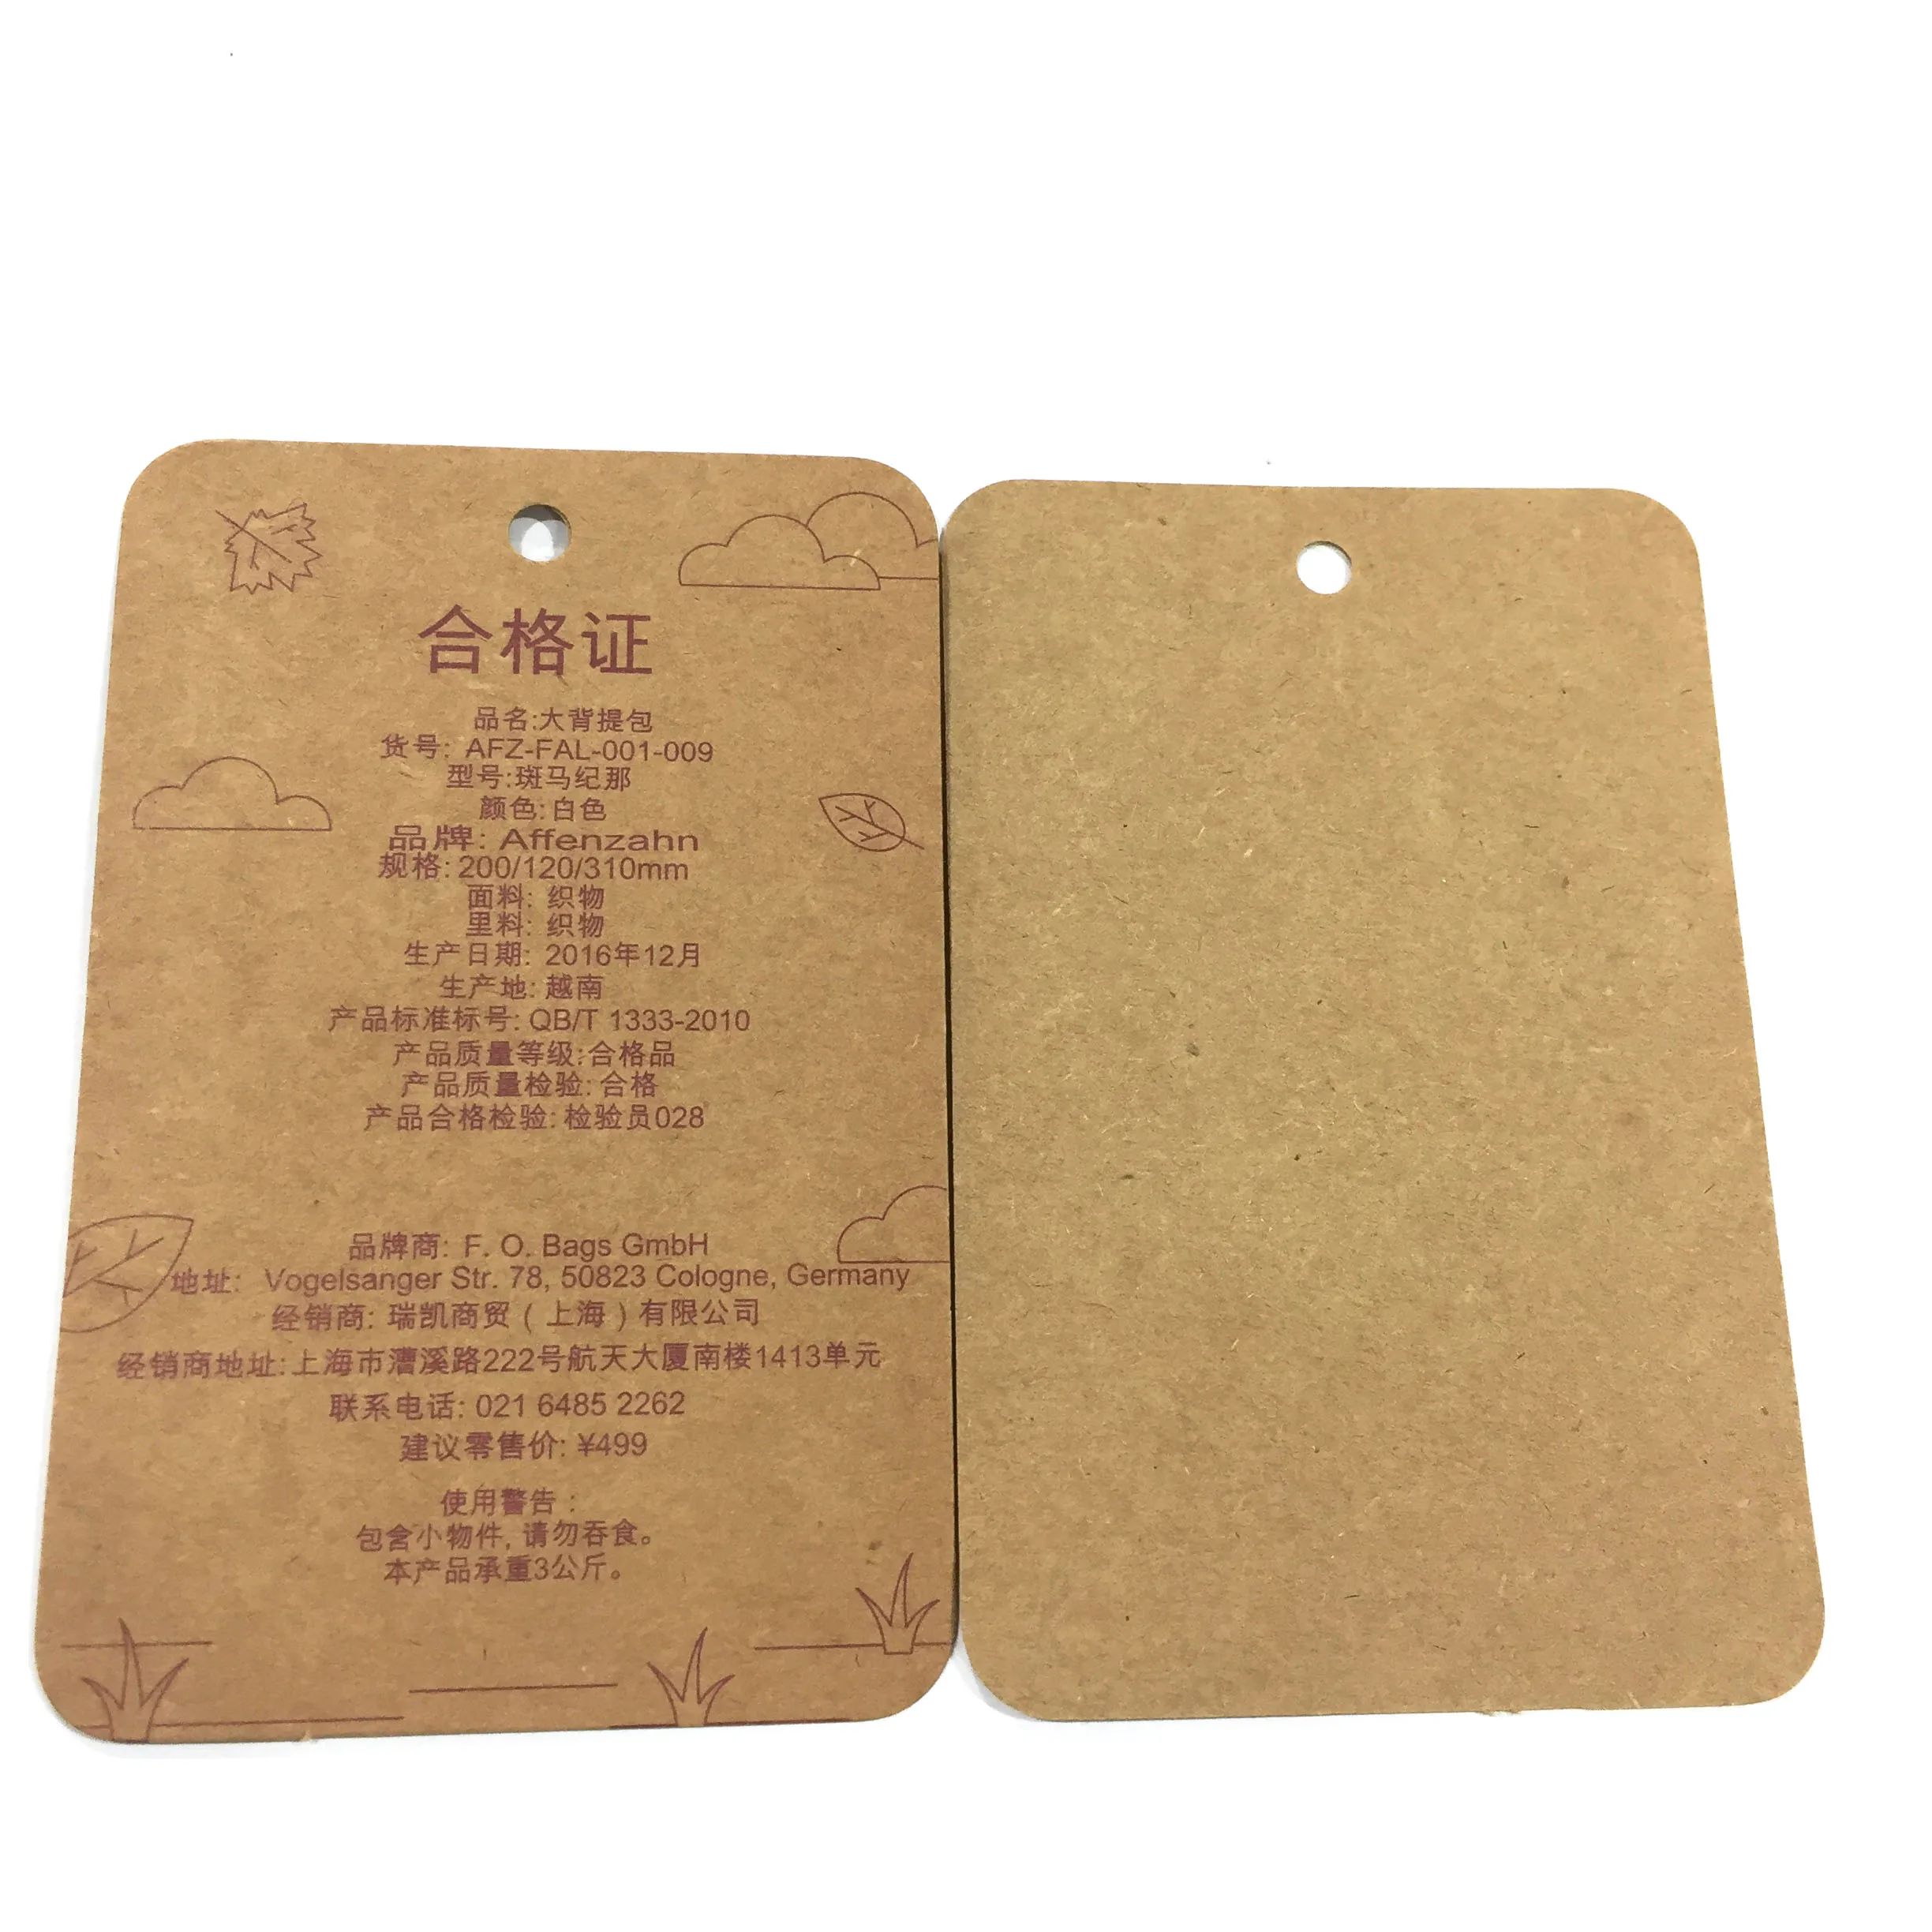 合格证
品名:大背提包
货号: AFZ-FAL-001-009
型号:斑马纪那
颜色:白色
品牌: Affenzahn
规格: 200/120/310mm
面料: 织物
里料: 织物
生产日期: 2016年12月
生产地: 越南
产品标准标号: QB/T 1333-2010
产品质量等级:合格品
产品质量检验: 合格
产品合格检验: 检验员028
品牌商: F. O. Bags GmbH
地址: Vogelsanger Str. 78, 50823 Cologne, Germany
经销商: 瑞凯商贸（上海）有限公司
经销商地址:上海市漕溪路222号航天大厦南楼1413单元
联系电话: 021 6485 2262
建议零售价: ¥499
使用警告：
包含小物件, 请勿吞食。
本产品承重3公斤。